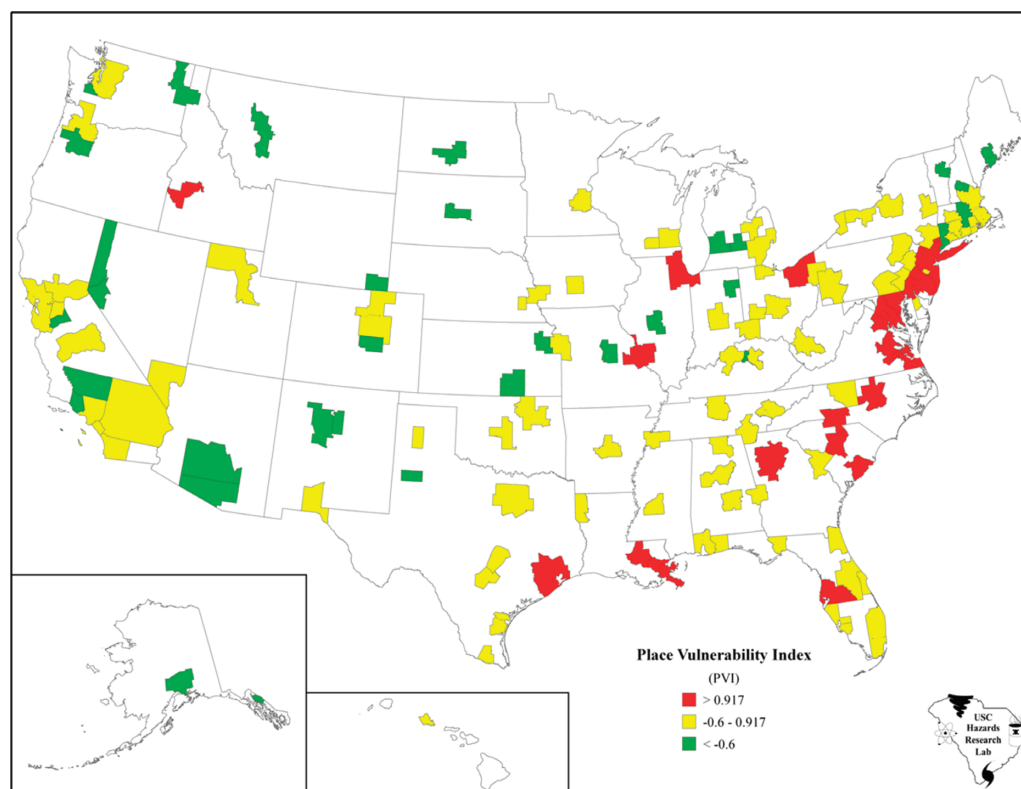 Place Vulnerability Index
(PVI)
> 0.917
-0.6 - 0.917
< -0.6
USC
Hazards
Research
Lab